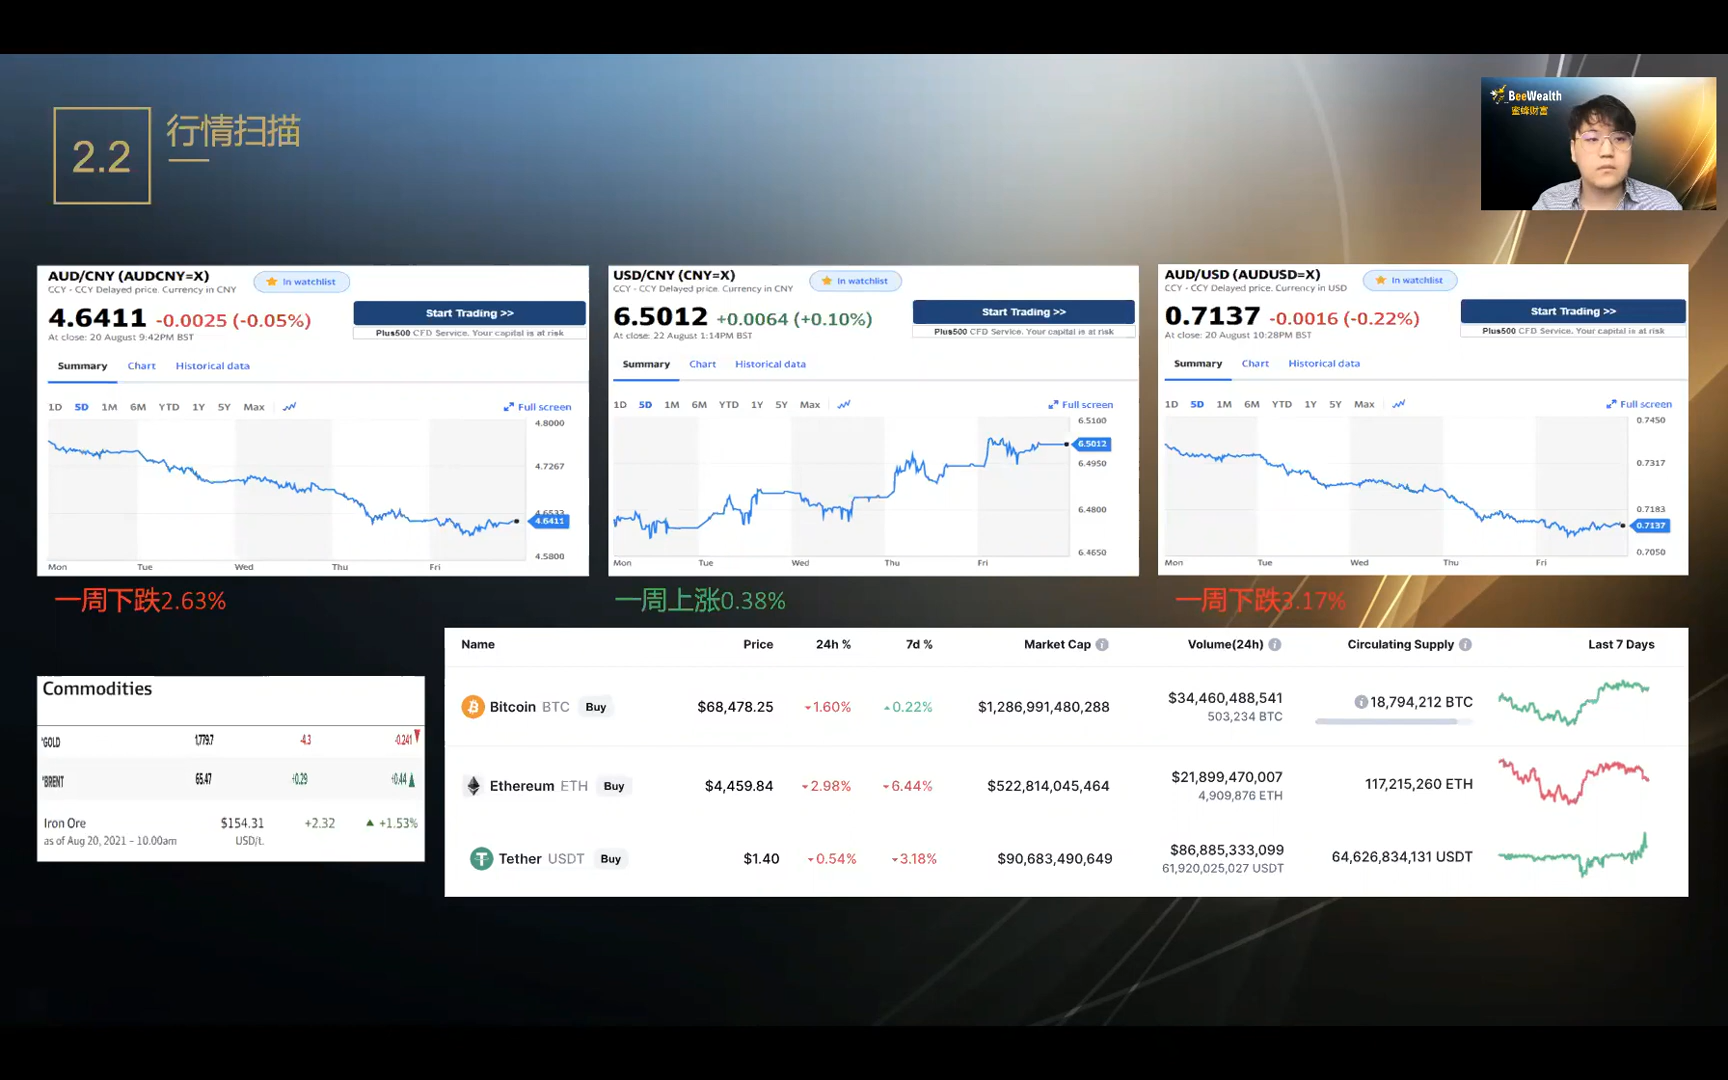 2.2
行情扫描
BeeWealth
蜜蜂财富
AUD/CNY (AUDCNY=X)
In watchlist
CCY - CCY Delayed price. Currency in CNY
4.6411 -0.0025 (-0.05%)
At close: 20 August 9:42PM BST
Start Trading >>
Plus500 CFD Service. Your capital is at risk
Summary Chart Historical data
1D 5D 1M 6M YTD 1Y 5Y Max
Full screen
4.8000
4.7267
4.6533
4.6411
4.5800
Mon Tue Wed Thu Fri
一周下跌2.63%
USD/CNY (CNY=X)
In watchlist
CCY - CCY Delayed price. Currency in CNY
6.5012 +0.0064 (+0.10%)
At close: 22 August 1:14PM BST
Start Trading >>
Plus500 CFD Service. Your capital is at risk
Summary Chart Historical data
1D 5D 1M 6M YTD 1Y 5Y Max
Full screen
6.5100
6.5012
6.4950
6.4800
6.4650
Mon Tue Wed Thu Fri
一周上涨0.38%
AUD/USD (AUDUSD=X)
In watchlist
CCY - CCY Delayed price. Currency in USD
0.7137 -0.0016 (-0.22%)
At close: 20 August 10:28PM BST
Start Trading >>
Plus500 CFD Service. Your capital is at risk
Summary Chart Historical data
1D 5D 1M 6M YTD 1Y 5Y Max
Full screen
0.7450
0.7317
0.7183
0.7137
0.7050
Mon Tue Wed Thu Fri
一周下跌3.17%
Commodities
*GOLD 1,779.7 -4.3 -0.241
*BRENT 65.47 +0.29 +0.44
Iron Ore $154.31 +2.32 +1.53%
as of Aug 20, 2021 - 10.00am USD/t.
Name Price 24h % 7d % Market Cap Volume(24h) Circulating Supply Last 7 Days
Bitcoin BTC Buy $68,478.25 1.60% 0.22% $1,286,991,480,288 $34,460,488,541 18,794,212 BTC
503,234 BTC
Ethereum ETH Buy $4,459.84 2.98% 6.44% $522,814,045,464 $21,899,470,007 117,215,260 ETH
4,909,876 ETH
Tether USDT Buy $1.40 0.54% 3.18% $90,683,490,649 $86,885,333,099 64,626,834,131 USDT
61,920,025,027 USDT